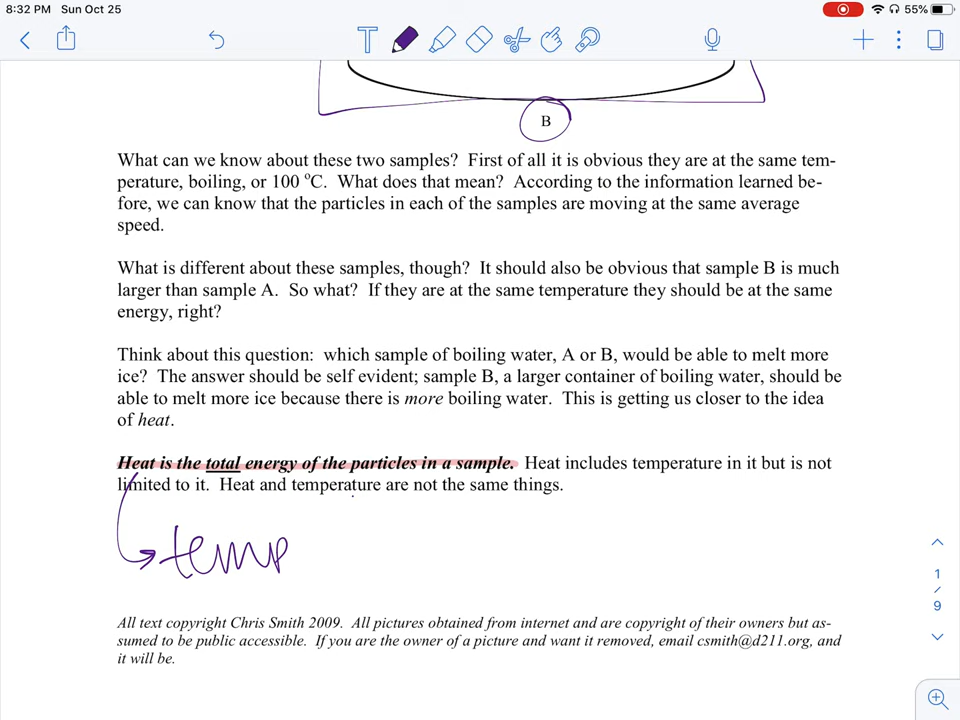 8:32 PM Sun Oct 25
55%
T
B
What can we know about these two samples? First of all it is obvious they are at the same tem-
perature, boiling, or 100 °C. What does that mean? According to the information learned be-
fore, we can know that the particles in each of the samples are moving at the same average
speed.
What is different about these samples, though? It should also be obvious that sample B is much
larger than sample A. So what? If they are at the same temperature they should be at the same
energy, right?
Think about this question: which sample of boiling water, A or B, would be able to melt more
ice? The answer should be self evident; sample B, a larger container of boiling water, should be
able to melt more ice because there is more boiling water. This is getting us closer to the idea
of heat.
Heat is the total energy of the particles in a sample. Heat includes temperature in it but is not
limited to it. Heat and temperature are not the same things.
temp
1
/
9
All text copyright Chris Smith 2009. All pictures obtained from internet and are copyright of their owners but as-
sumed to be public accessible. If you are the owner of a picture and want it removed, email csmith@d211.org, and
it will be.